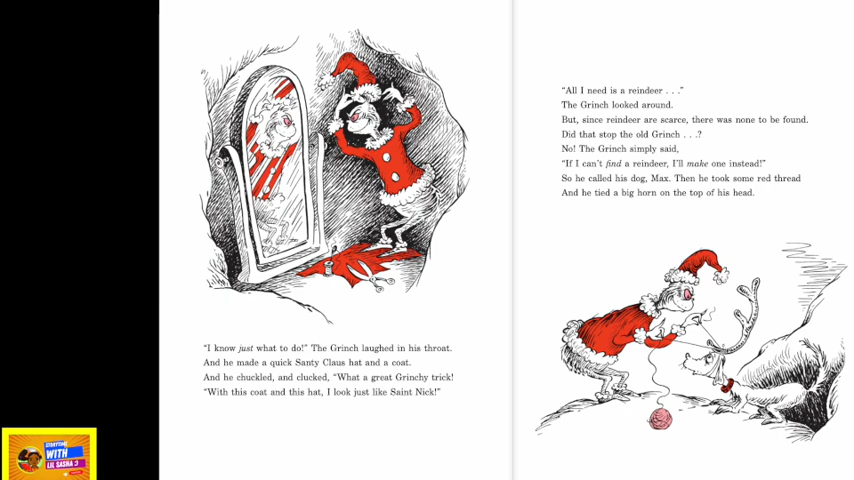 "I know just what to do!" The Grinch laughed in his throat.
And he made a quick Santy Claus hat and a coat.
And he chuckled, and clucked, "What a great Grinchy trick!
"With this coat and this hat, I look just like Saint Nick!"
"All I need is a reindeer . . ."
The Grinch looked around.
But, since reindeer are scarce, there was none to be found.
Did that stop the old Grinch . . .?
No! The Grinch simply said,
"If I can't find a reindeer, I'll make one instead!"
So he called his dog, Max. Then he took some red thread
And he tied a big horn on the top of his head.
STORYTIME
WITH
LIL SASHA